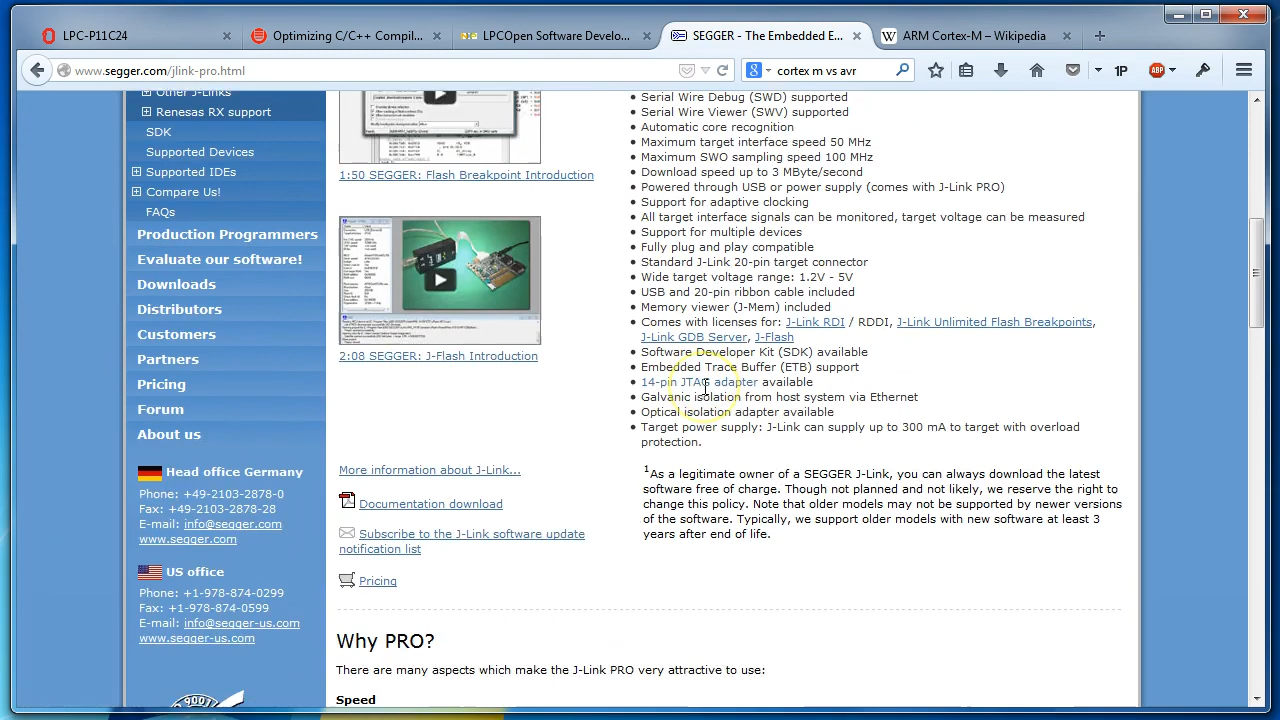 LPC-P11C24
Optimizing C/C++ Compil...
LPCOpen Software Develo...
SEGGER - The Embedded E...
ARM Cortex-M – Wikipedia
www.segger.com/jlink-pro.html
cortex m vs avr
1P
ABP
Other J-Links
Renesas RX support
SDK
Supported Devices
Supported IDEs
Compare Us!
FAQs
Production Programmers
Evaluate our software!
Downloads
Distributors
Customers
Partners
Pricing
Forum
About us
Head office Germany
Phone: +49-2103-2878-0
Fax: +49-2103-2878-28
E-mail: info@segger.com
www.segger.com
US office
Phone: +1-978-874-0299
Fax: +1-978-874-0599
E-mail: info@segger-us.com
www.segger-us.com
1:50 SEGGER: Flash Breakpoint Introduction
2:08 SEGGER: J-Flash Introduction
More information about J-Link...
Documentation download
Subscribe to the J-Link software update
notification list
Pricing
Serial Wire Debug (SWD) supported
Serial Wire Viewer (SWV) supported
Automatic core recognition
Maximum target interface speed 50 MHz
Maximum SWO sampling speed 100 MHz
Download speed up to 3 MByte/second
Powered through USB or power supply (comes with J-Link PRO)
Support for adaptive clocking
All target interface signals can be monitored, target voltage can be measured
Support for multiple devices
Fully plug and play compatible
Standard J-Link 20-pin target connector
Wide target voltage range 1.2V - 5V
USB and 20-pin ribbon cable included
Memory viewer (J-Mem) included
Comes with licenses for: J-Link RDI / RDDI, J-Link Unlimited Flash Breakpoints,
J-Link GDB Server, J-Flash
Software Developer Kit (SDK) available
Embedded Trace Buffer (ETB) support
14-pin JTAG adapter available
Galvanic isolation from host system via Ethernet
Optical isolation adapter available
Target power supply: J-Link can supply up to 300 mA to target with overload
protection.
1As a legitimate owner of a SEGGER J-Link, you can always download the latest
software free of charge. Though not planned and not likely, we reserve the right to
change this policy. Note that older models may not be supported by newer versions
of the software. Typically, we support older models with new software at least 3
years after end of life.
Why PRO?
There are many aspects which make the J-Link PRO very attractive to use:
Speed